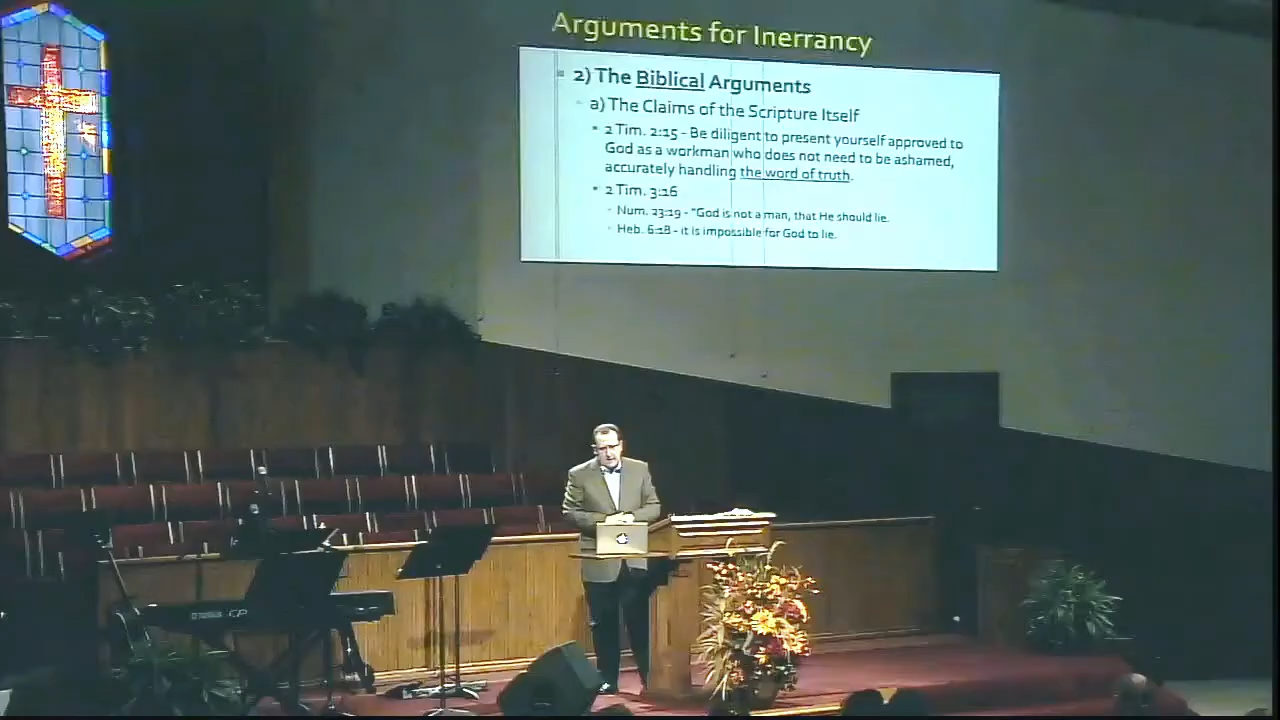 Arguments for Inerrancy
2) The Biblical Arguments
a) The Claims of the Scripture Itself
2 Tim. 2:15 - Be diligent to present yourself approved to
God as a workman who does not need to be ashamed,
accurately handling the word of truth.
2 Tim. 3:16
Num. 23:19 - "God is not a man, that He should lie.
Heb. 6:18 - it is impossible for God to lie.
CP